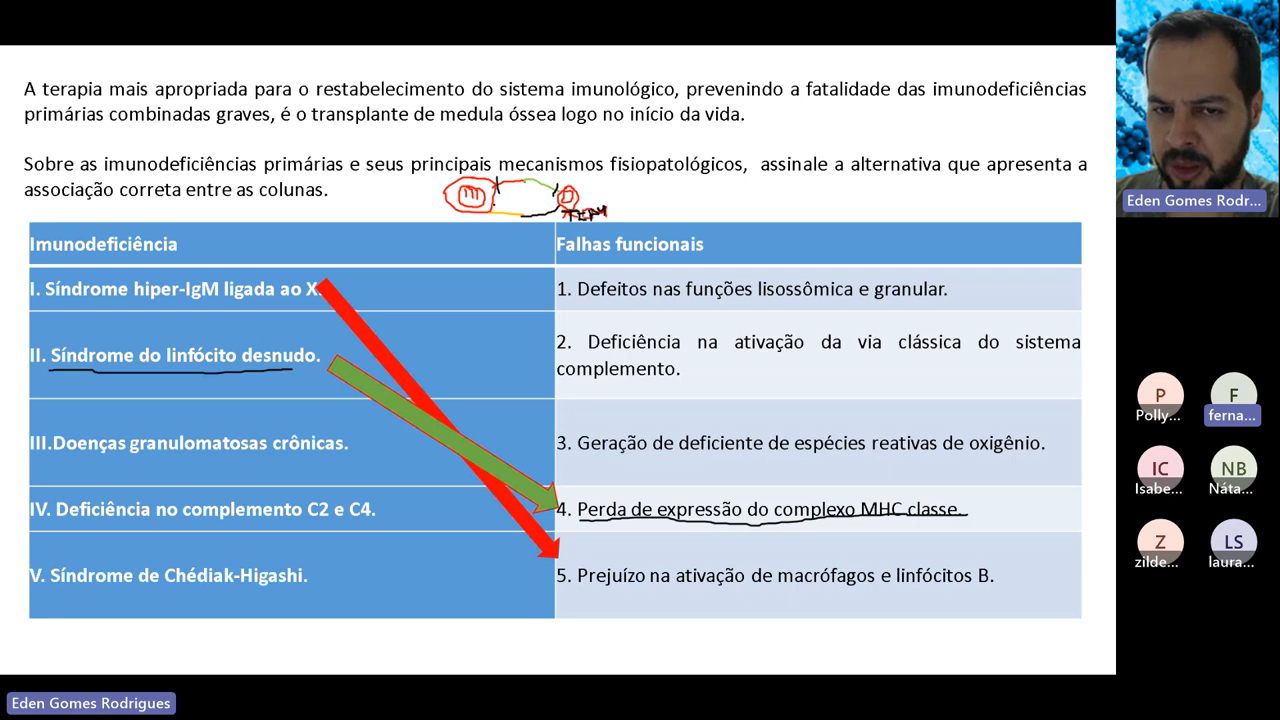 A terapia mais apropriada para o restabelecimento do sistema imunológico, prevenindo a fatalidade das imunodeficiências
primárias combinadas graves, é o transplante de medula óssea logo no início da vida.
Sobre as imunodeficiências primárias e seus principais mecanismos fisiopatológicos, assinale a alternativa que apresenta a
associação correta entre as colunas.
Imunodeficiência
Falhas funcionais
I. Síndrome hiper-IgM ligada ao X.
1. Defeitos nas funções lisossômica e granular.
II. Síndrome do linfócito desnudo.
2. Deficiência na ativação da via clássica do sistema
complemento.
III.Doenças granulomatosas crônicas.
3. Geração de deficiente de espécies reativas de oxigênio.
IV. Deficiência no complemento C2 e C4.
4. Perda de expressão do complexo MHC classe.
V. Síndrome de Chédiak-Higashi.
5. Prejuízo na ativação de macrófagos e linfócitos B.
Eden Gomes Rodr...
P
Polly...
F
ferna...
IC
Isabe...
NB
Náta...
Z
zilde...
LS
laura...
Eden Gomes Rodrigues